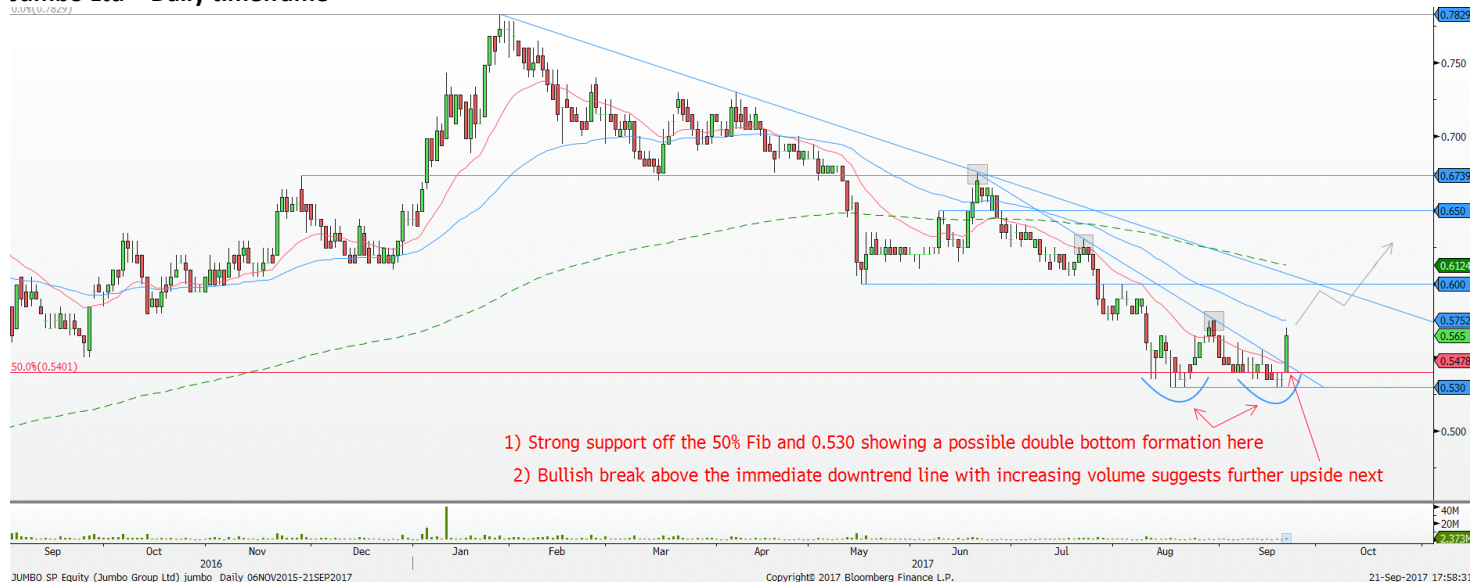 Jumbo Ltd – Daily timeframe
0.0%(0.7829)
0.7829
0.750
0.700
0.6739
0.650
0.6124
0.600
0.5752
0.565
50.0%(0.5401)
0.5478
0.530
0.500
1) Strong support off the 50% Fib and 0.530 showing a possible double bottom formation here
2) Bullish break above the immediate downtrend line with increasing volume suggests further upside next
40M
20M
2.373M
Sep Oct Nov Dec Jan Feb Mar Apr May Jun Jul Aug Sep Oct
2016 2017
JUMBO SP Equity (Jumbo Group Ltd) jumbo Daily 06NOV2015-21SEP2017 Copyright© 2017 Bloomberg Finance L.P. 21-Sep-2017 17:58:31